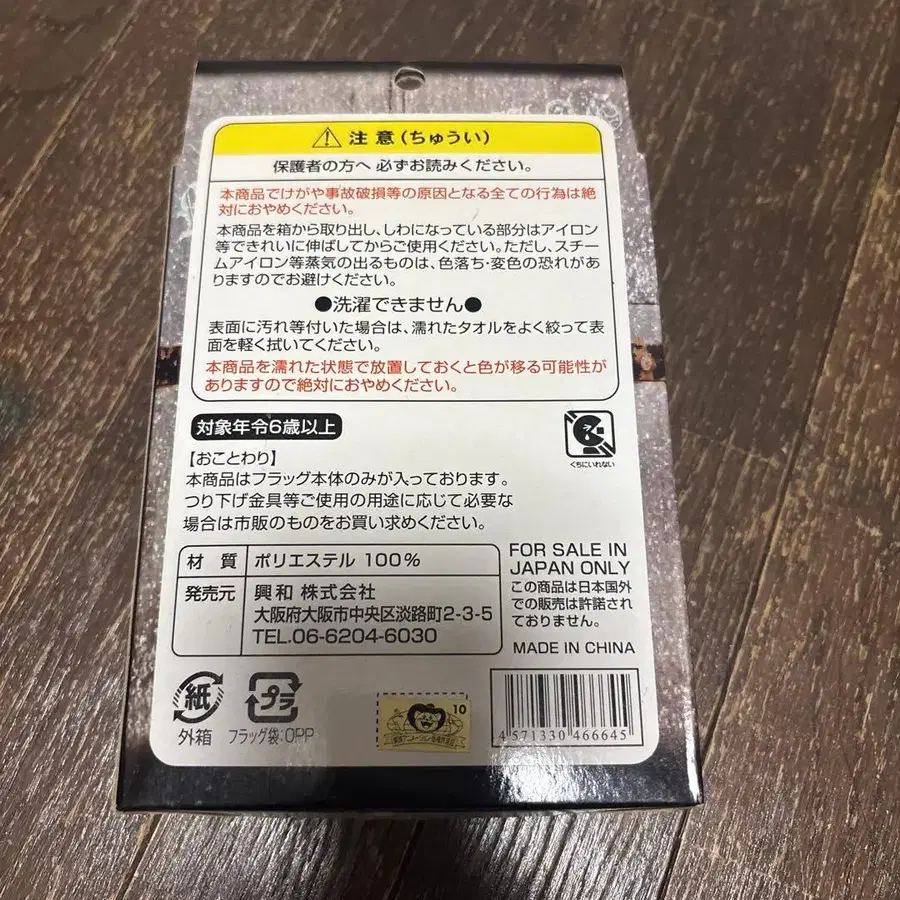 注意(ちゅうい)
保護者の方へ 必ずお読みください。
本商品でけがや事故破損等の原因となる全ての行為は絶
対におやめください。
本商品を箱から取り出し、しわになっている部分はアイロン
等できれいに伸ばしてからご使用ください。ただし、スチー
ムアイロン等蒸気の出るものは、色落ち・変色の恐れがあ
りますのでお避けください。
●洗濯できません●
表面に汚れ等付いた場合は、濡れたタオルをよく絞って表
面を軽く拭いてください。
本商品を濡れた状態で放置しておくと色が移る可能性が
ありますので絶対におやめください。
対象年令6歳以上
くちにいれない
【おことわり】
本商品はフラッグ本体のみが入っております。
つり下げ金具等ご使用の用途に応じて必要な
場合は市販のものをお買い求めください。
材 質 ポリエステル 100%
発売元 興和 株式会社
大阪府大阪市中央区淡路町2-3-5
TEL.06-6204-6030
FOR SALE IN
JAPAN ONLY
この商品は日本国外
での販売は許諾され
ておりません。
MADE IN CHINA
紙
外箱
プラ
フラッグ袋:OPP
10
4 571330 466645